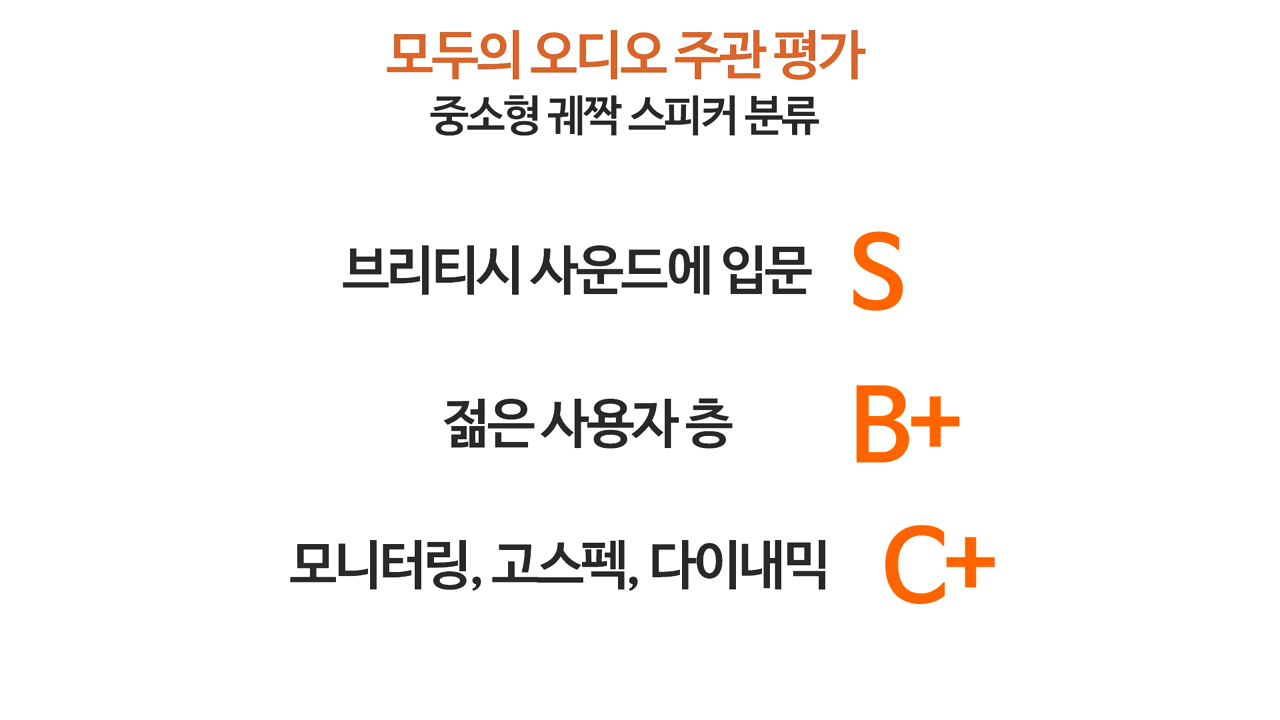 모두의 오디오 주관 평가
중소형 궤짝 스피커 분류
브리티시 사운드에 입문 S
젊은 사용자 층 B+
모니터링, 고스펙, 다이내믹 C+